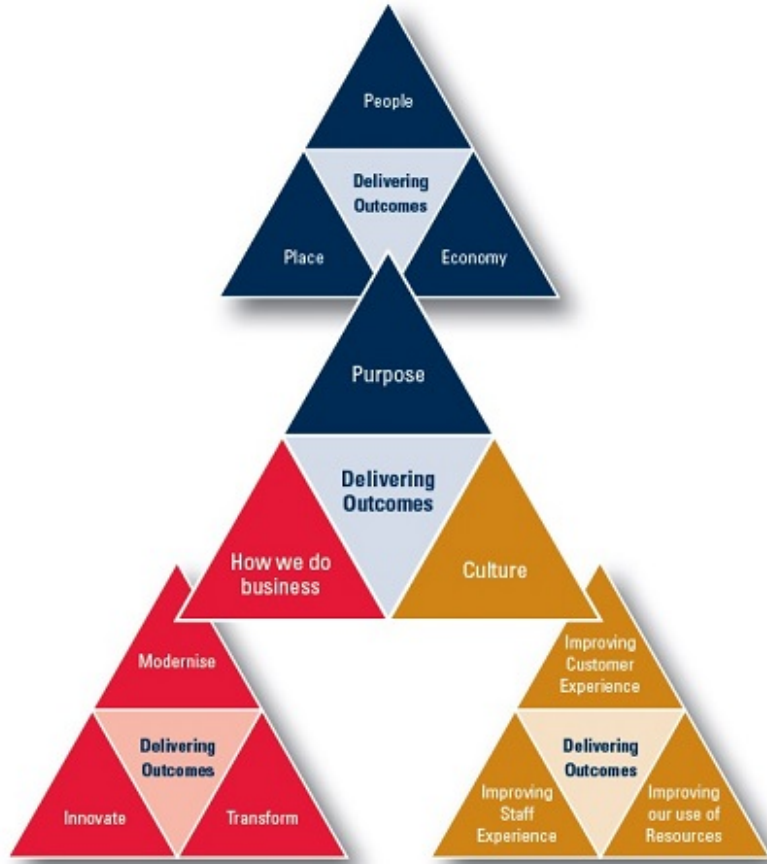 People
Delivering
Outcomes
Place
Economy
Purpose
Delivering
Outcomes
How we do
business
Culture
Modernise
Delivering
Outcomes
Innovate
Transform
Improving
Customer
Experience
Delivering
Outcomes
Improving
Staff
Experience
Improving
our use of
Resources